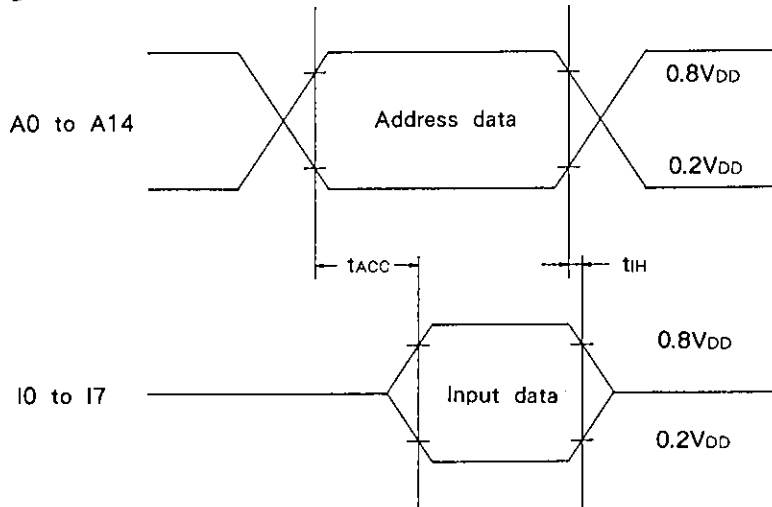 0.8VDD
A0 to A14
Address data
0.2VDD
tACC
tIH
0.8VDD
I0 to I7
Input data
0.2VDD